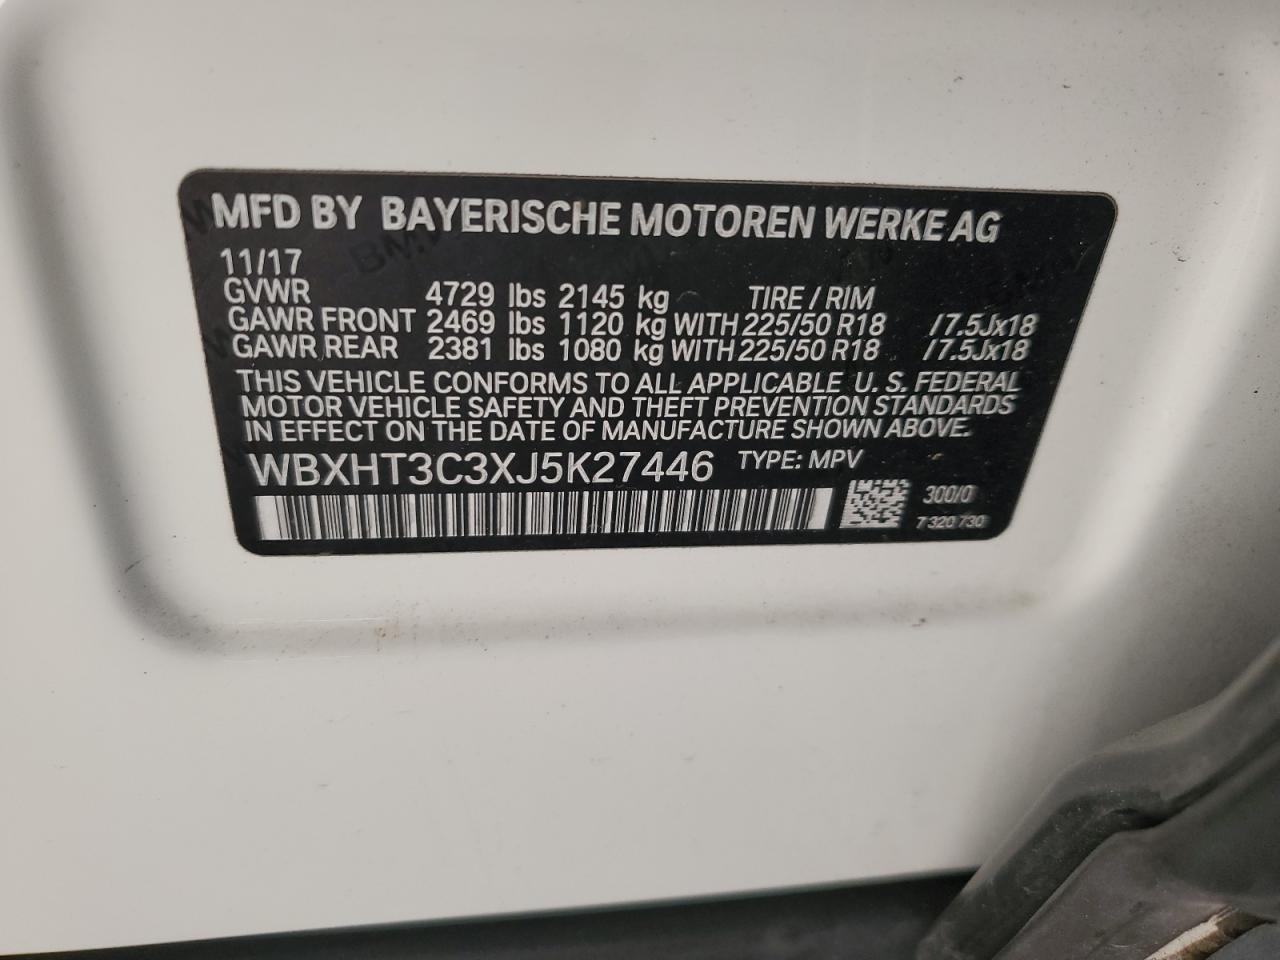 MFD BY BAYERISCHE MOTOREN WERKE AG
11/17
GVWR 4729 lbs 2145 kg TIRE / RIM
GAWR FRONT 2469 lbs 1120 kg WITH 225/50 R18 /7.5Jx18
GAWR REAR 2381 lbs 1080 kg WITH 225/50 R18 /7.5Jx18
THIS VEHICLE CONFORMS TO ALL APPLICABLE U. S. FEDERAL
MOTOR VEHICLE SAFETY AND THEFT PREVENTION STANDARDS
IN EFFECT ON THE DATE OF MANUFACTURE SHOWN ABOVE.
WBXHT3C3XJ5K27446 TYPE: MPV
300/0
7 320 730